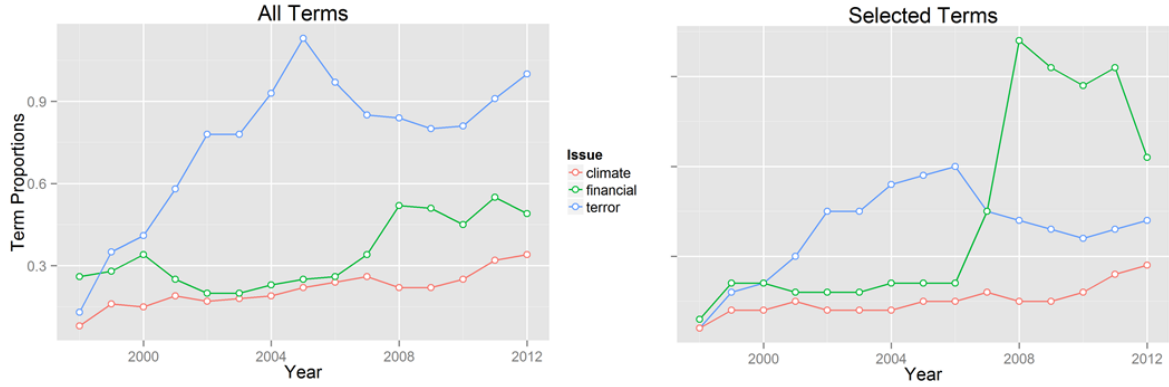 All Terms
Term Proportions
0.9
0.6
0.3
2000 2004 2008 2012
Year
Issue
climate
financial
terror
Selected Terms
2000 2004 2008 2012
Year